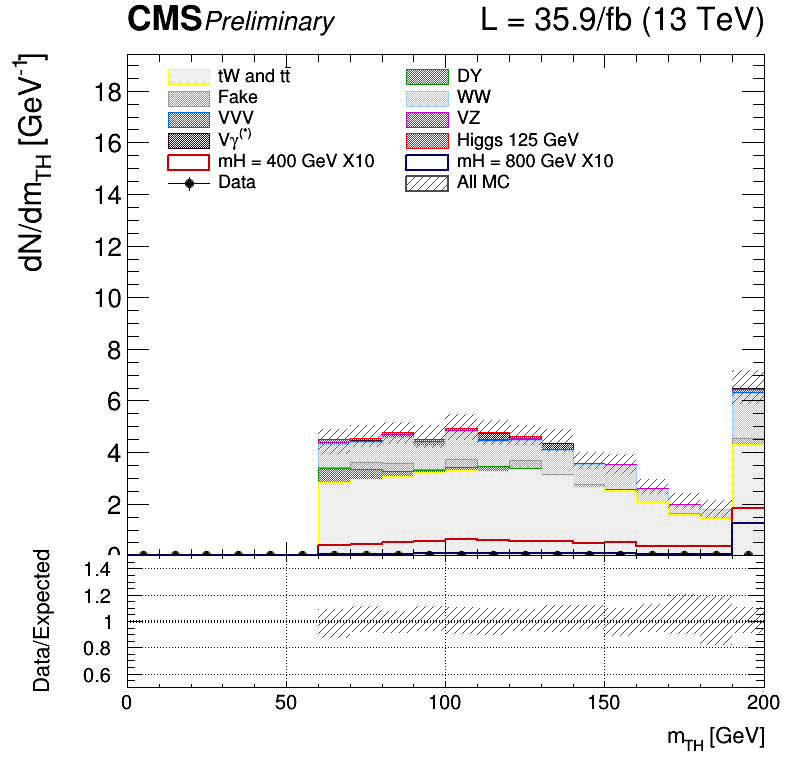 CMS Preliminary L = 35.9/fb (13 TeV)
dN/dm_TH [GeV⁻¹]
tW and tt̄ DY
Fake WW
VVV VZ
Vγ(*) Higgs 125 GeV
mH = 400 GeV X10 mH = 800 GeV X10
Data All MC
18
16
14
12
10
8
6
4
2
0
Data/Expected
1.4
1.2
1
0.8
0.6
0 50 100 150 200
m_TH [GeV]